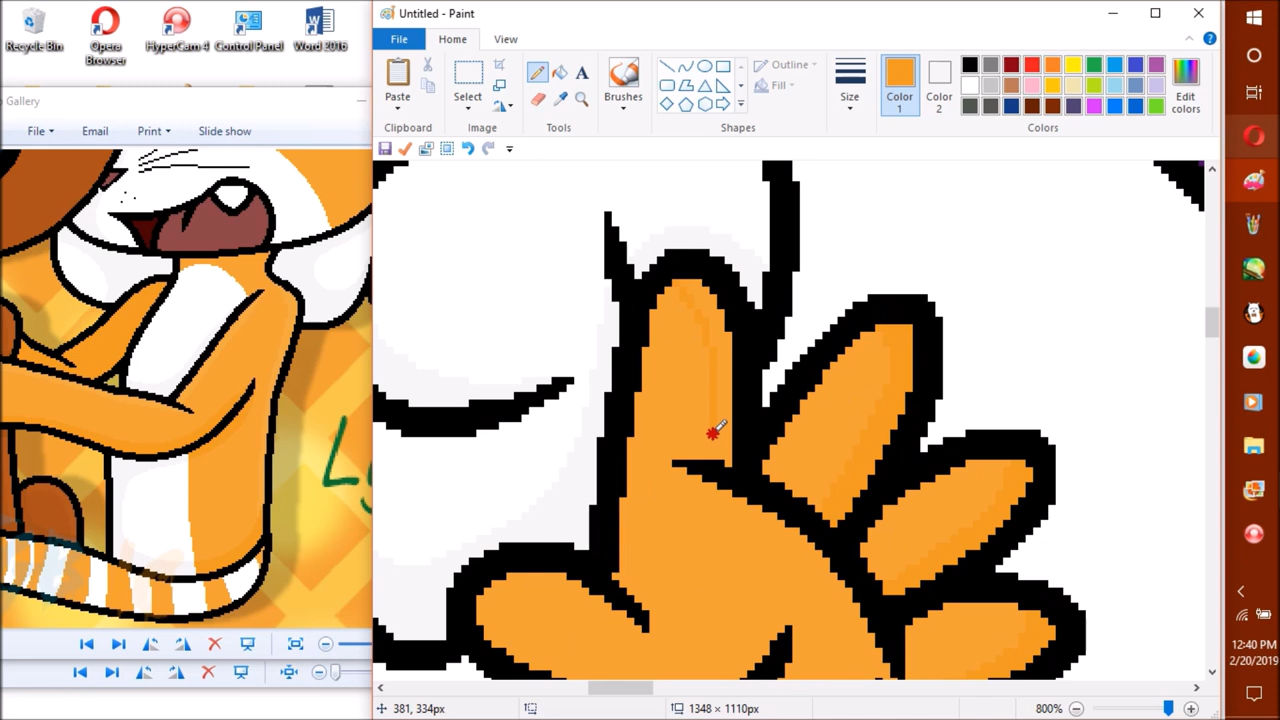 Recycle Bin
Opera Browser
HyperCam 4
Control Panel
Word 2016
Gallery
File
Email
Print
Slide show
Untitled - Paint
File
Home
View
Paste
Select
Brushes
Outline
Fill
Size
Color 1
Color 2
Edit colors
Clipboard
Image
Tools
Shapes
Colors
381, 334px
1348 × 1110px
800%
12:40 PM
2/20/2019